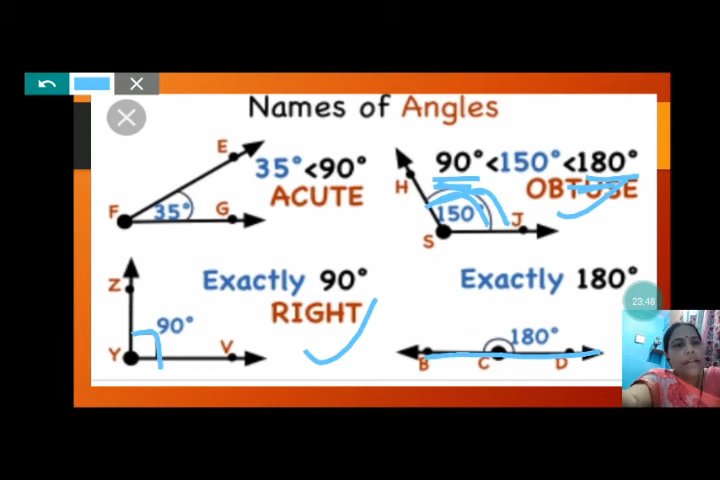 Names of Angles
E
35°<90°
ACUTE
F
35°
G
90°<150°<180°
OBTUSE
H
150°
S
J
Exactly 90°
RIGHT
Z
90°
Y
V
Exactly 180°
180°
B
C
D
23:48